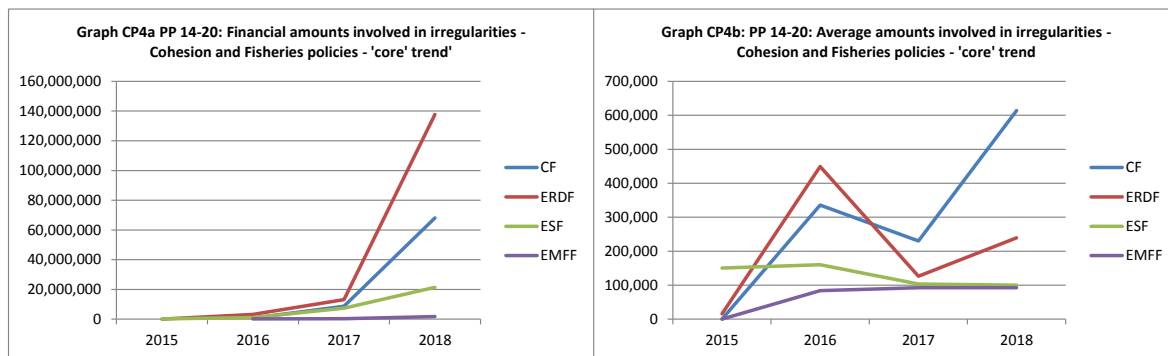 Graph CP4a PP 14-20: Financial amounts involved in irregularities -
Cohesion and Fisheries policies - 'core' trend'
160,000,000
140,000,000
120,000,000
100,000,000
80,000,000
60,000,000
40,000,000
20,000,000
0
2015 2016 2017 2018
CF
ERDF
ESF
EMFF
Graph CP4b: PP 14-20: Average amounts involved in irregularities -
Cohesion and Fisheries policies - 'core' trend
700,000
600,000
500,000
400,000
300,000
200,000
100,000
0
2015 2016 2017 2018
CF
ERDF
ESF
EMFF